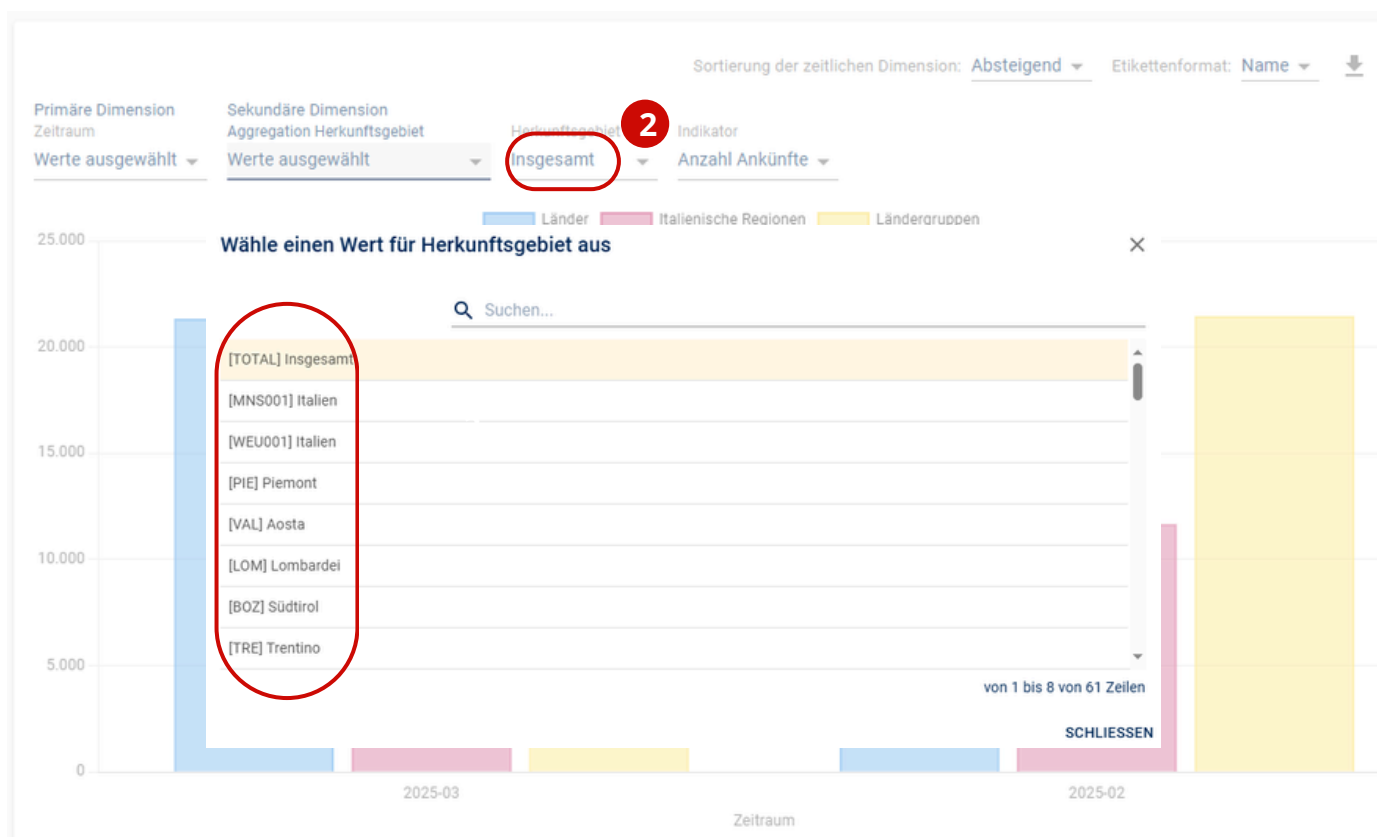 Sortierung der zeitlichen Dimension: Absteigend Etikettenformat: Name
Primäre Dimension Sekundäre Dimension
Zeitraum Aggregation Herkunftsgebiet Herkunftsgebiet 2 Indikator
Werte ausgewählt Werte ausgewählt Insgesamt Anzahl Ankünfte
Länder Italienische Regionen Ländergruppen
25.000
Wähle einen Wert für Herkunftsgebiet aus
Suchen...
20.000
[TOTAL] Insgesamt
[MNS001] Italien
[WEU001] Italien
15.000
[PIE] Piemont
[VAL] Aosta
10.000
[LOM] Lombardei
[BOZ] Südtirol
[TRE] Trentino
5.000
von 1 bis 8 von 61 Zeilen
SCHLIESSEN
0
2025-03 2025-02
Zeitraum